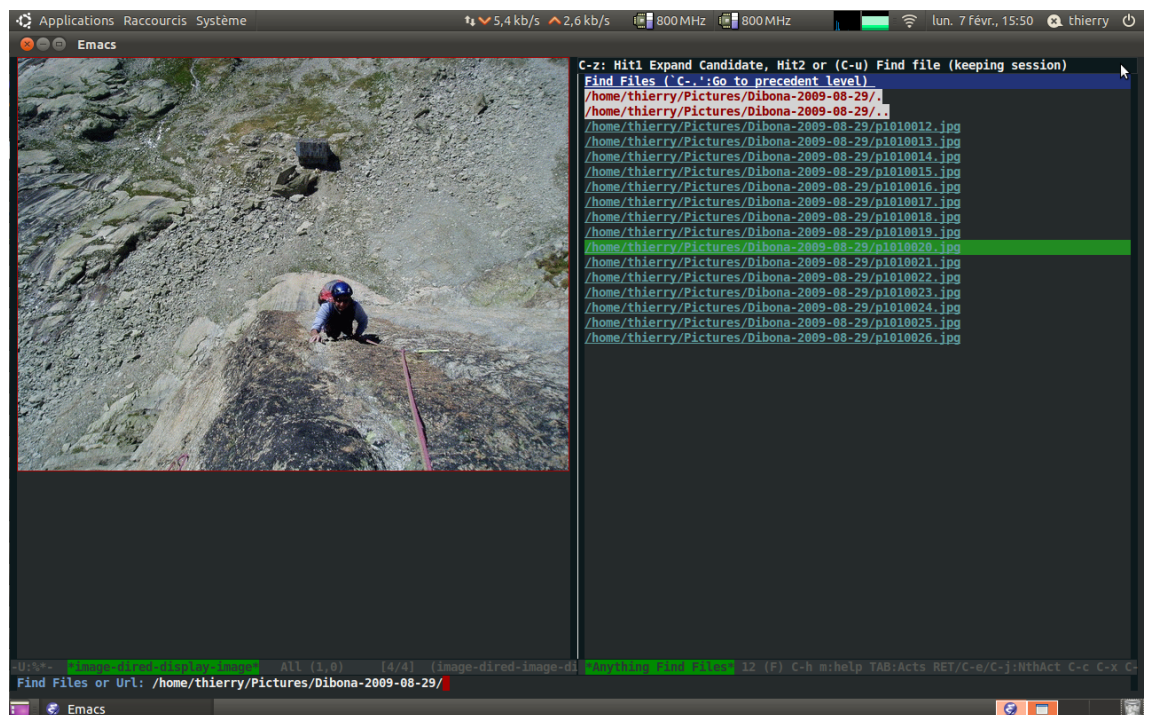 Applications Raccourcis Système 5,4 kb/s 2,6 kb/s 800 MHz 800 MHz lun. 7 févr., 15:50 thierry
Emacs
C-z: Hit1 Expand Candidate, Hit2 or (C-u) Find file (keeping session)
Find Files (`C-.':Go to precedent level)
/home/thierry/Pictures/Dibona-2009-08-29/.
/home/thierry/Pictures/Dibona-2009-08-29/..
/home/thierry/Pictures/Dibona-2009-08-29/p1010012.jpg
/home/thierry/Pictures/Dibona-2009-08-29/p1010013.jpg
/home/thierry/Pictures/Dibona-2009-08-29/p1010014.jpg
/home/thierry/Pictures/Dibona-2009-08-29/p1010015.jpg
/home/thierry/Pictures/Dibona-2009-08-29/p1010016.jpg
/home/thierry/Pictures/Dibona-2009-08-29/p1010017.jpg
/home/thierry/Pictures/Dibona-2009-08-29/p1010018.jpg
/home/thierry/Pictures/Dibona-2009-08-29/p1010019.jpg
/home/thierry/Pictures/Dibona-2009-08-29/p1010020.jpg
/home/thierry/Pictures/Dibona-2009-08-29/p1010021.jpg
/home/thierry/Pictures/Dibona-2009-08-29/p1010022.jpg
/home/thierry/Pictures/Dibona-2009-08-29/p1010023.jpg
/home/thierry/Pictures/Dibona-2009-08-29/p1010024.jpg
/home/thierry/Pictures/Dibona-2009-08-29/p1010025.jpg
/home/thierry/Pictures/Dibona-2009-08-29/p1010026.jpg
-U:%*- *image-dired-display-image* All (1,0) [4/4] (image-dired-image-di *Anything Find Files* 12 (F) C-h m:help TAB:Acts RET/C-e/C-j:NthAct C-c C-x C-
Find Files or Url: /home/thierry/Pictures/Dibona-2009-08-29/
Emacs